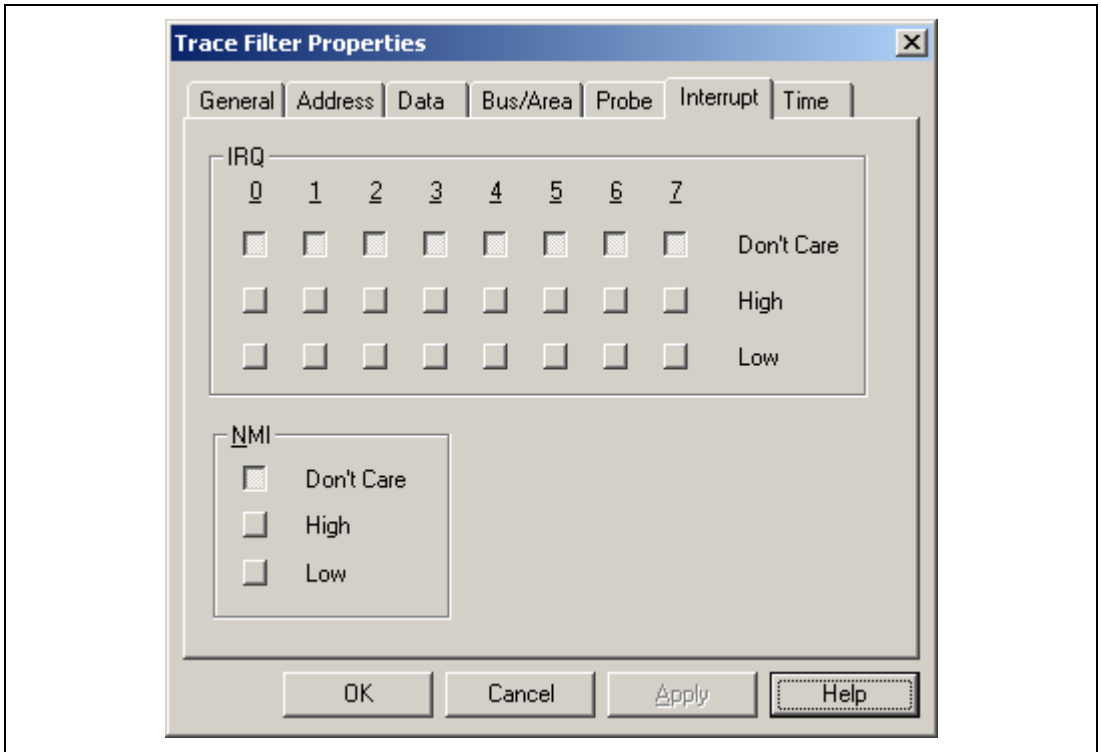 Trace Filter Properties
General Address Data Bus/Area Probe Interrupt Time
IRQ
0 1 2 3 4 5 6 7
Don't Care
High
Low
NMI
Don't Care
High
Low
OK Cancel Apply Help